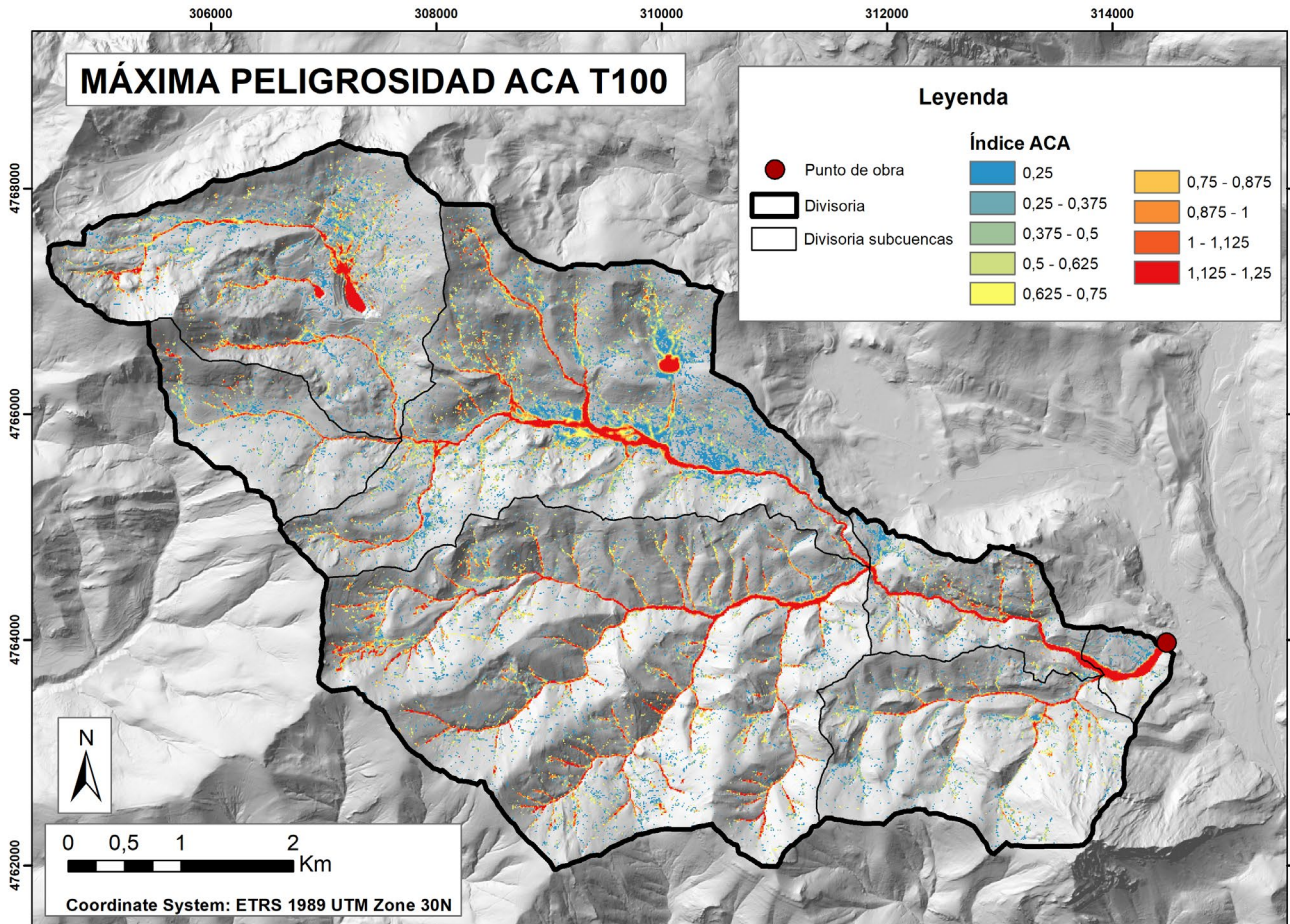 306000
308000
310000
312000
314000
MÁXIMA PELIGROSIDAD ACA T100
Leyenda
Punto de obra
Divisoria
Divisoria subcuencas
Índice ACA
0,25
0,25 - 0,375
0,375 - 0,5
0,5 - 0,625
0,625 - 0,75
0,75 - 0,875
0,875 - 1
1 - 1,125
1,125 - 1,25
4768000
4766000
4764000
4762000
N
0 0,5 1 2
Km
Coordinate System: ETRS 1989 UTM Zone 30N